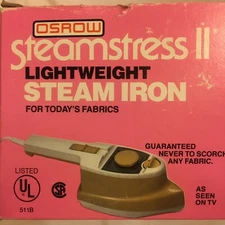 OSROW
steamstress II
LIGHTWEIGHT
STEAM IRON
FOR TODAY'S FABRICS
GUARANTEED
NEVER TO SCORCH
ANY FABRIC.
LISTED
UL
511B
SA
AS
SEEN
ON TV